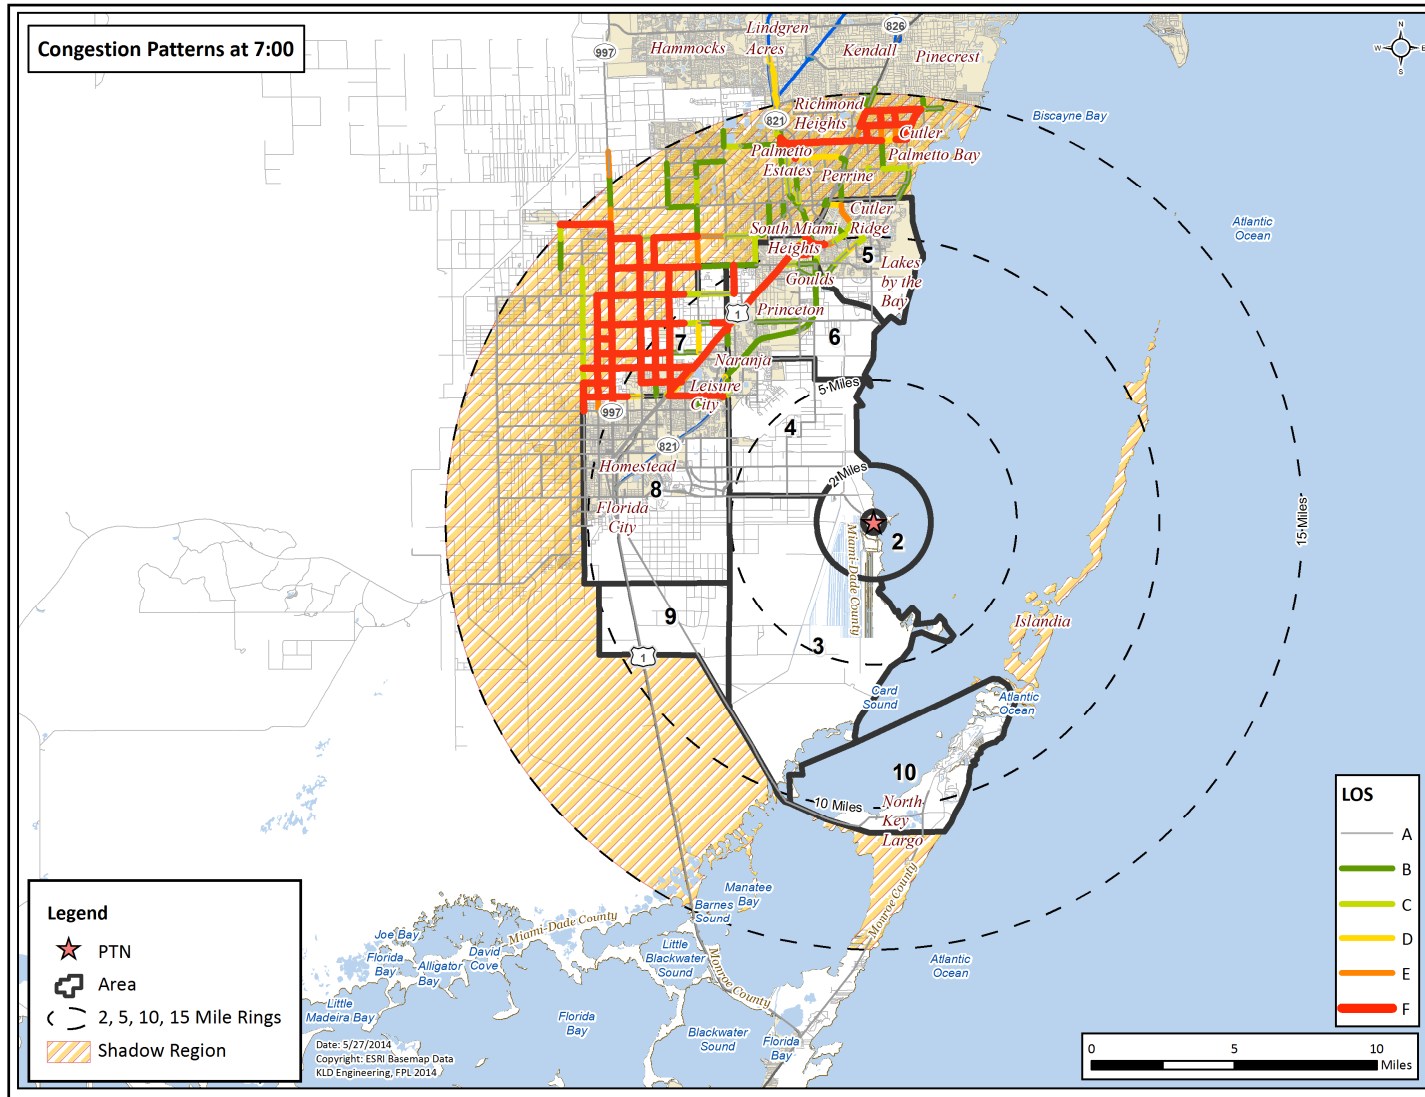 Congestion Patterns at 7:00
997
Hammocks
Lindgren
Acres
826
Kendall
Pinecrest
N
W
E
S
Richmond
Heights
821
Cutler
Biscayne Bay
Palmetto
Estates
Palmetto Bay
Perrine
Cutler
Ridge
South Miami
Heights
5
Atlantic
Ocean
Lakes
by the
Bay
Goulds
Princeton
1
6
7
Naranja
Leisure
City
5 Miles
997
4
821
Homestead
8
2 Miles
Florida
City
2
15 Miles
Miami-Dade County
9
Islandia
3
1
Card
Sound
Atlantic
Ocean
10
10 Miles
North
Key
Largo
Monroe County
Manatee
Bay
Barnes
Sound
Miami-Dade County
Joe Bay
Florida
Bay
Alligator
Bay
David
Cove
Little
Blackwater
Sound
Monroe County
Atlantic
Ocean
Little
Madeira Bay
Florida
Bay
Blackwater
Sound
Florida
Bay
LOS
A
B
C
D
E
F
Legend
PTN
Area
2, 5, 10, 15 Mile Rings
Shadow Region
Date: 5/27/2014
Copyright: ESRI Basemap Data
KLD Engineering, FPL 2014
0 5 10
Miles